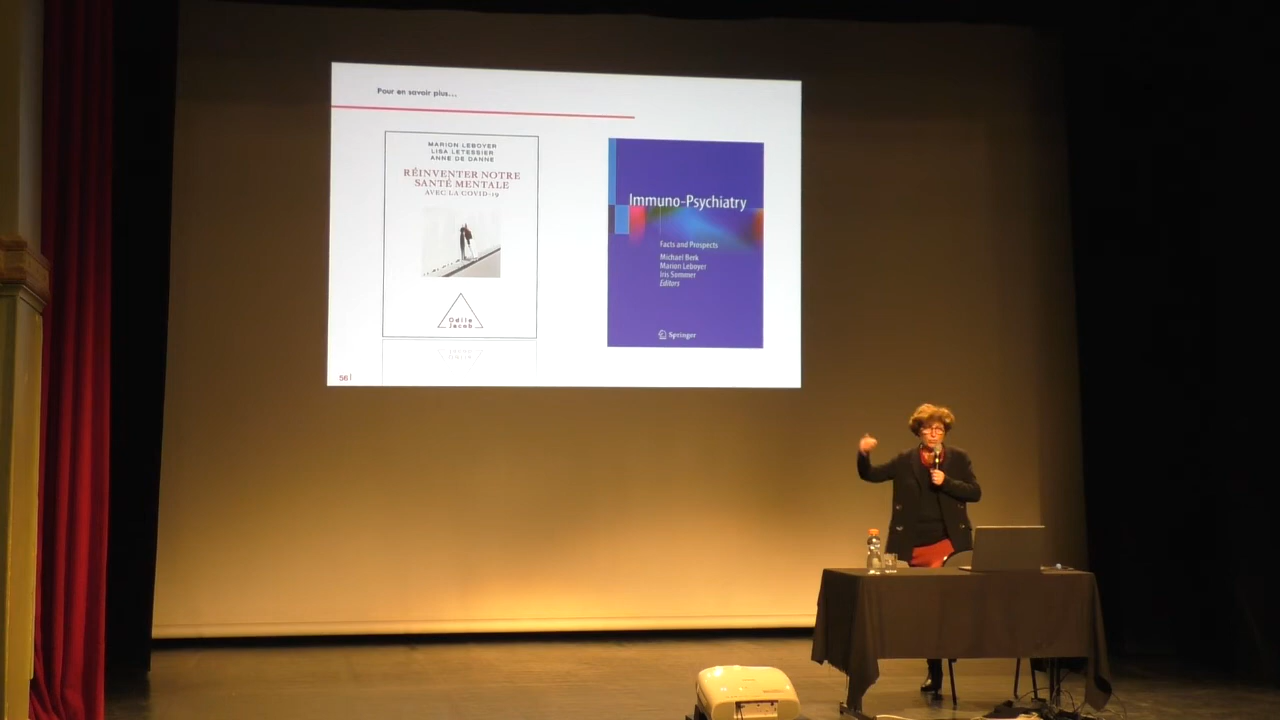 Pour en savoir plus...
MARION LEBOYER
LISA LETESSIER
ANNE DE DANNE
RÉINVENTER NOTRE
SANTÉ MENTALE
AVEC LA COVID-19
Odile
Jacob
Immuno-Psychiatry
Facts and Prospects
Michael Berk
Marion Leboyer
Iris Sommer
Editors
Springer
56